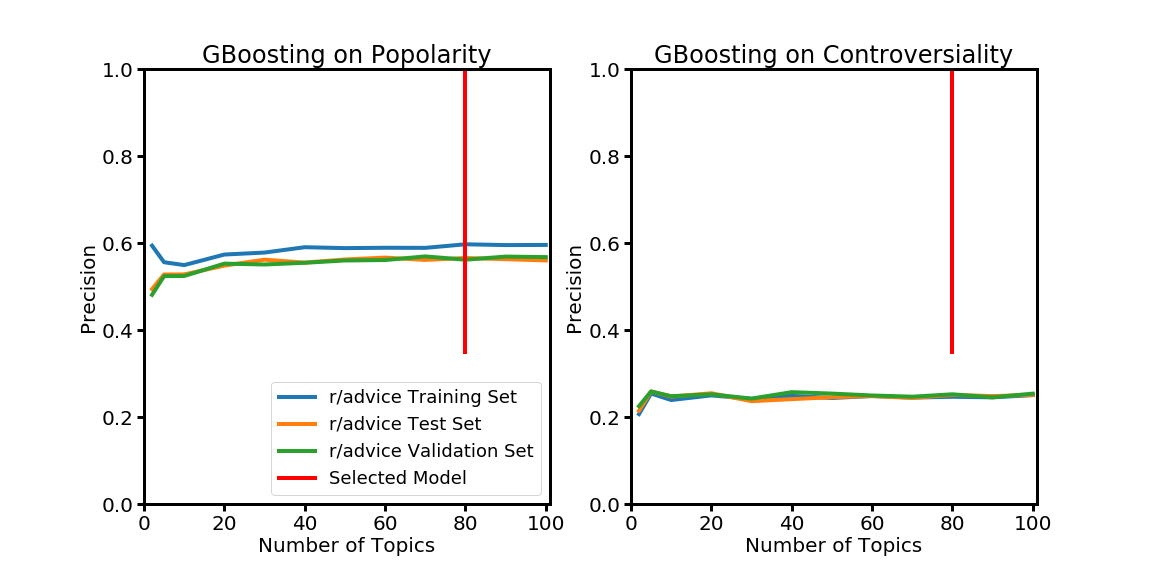 GBoosting on Popolarity
1.0
0.8
0.6
0.4
0.2
0.0
Precision
0 20 40 60 80 100
Number of Topics
r/advice Training Set
r/advice Test Set
r/advice Validation Set
Selected Model
GBoosting on Controversiality
1.0
0.8
0.6
0.4
0.2
0.0
Precision
0 20 40 60 80 100
Number of Topics